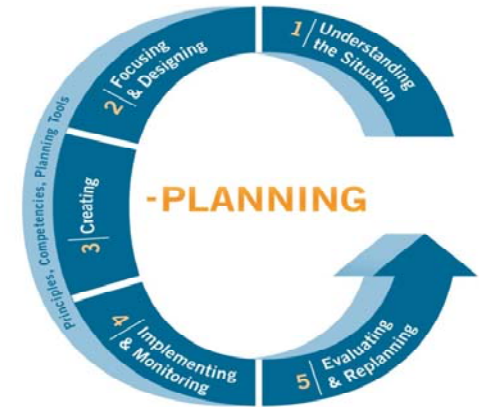 1 Understanding
the Situation
2 Focusing
& Designing
3 Creating
4 Implementing
& Monitoring
5 Evaluating
& Replanning
Principles, Competencies, Planning Tools
-PLANNING